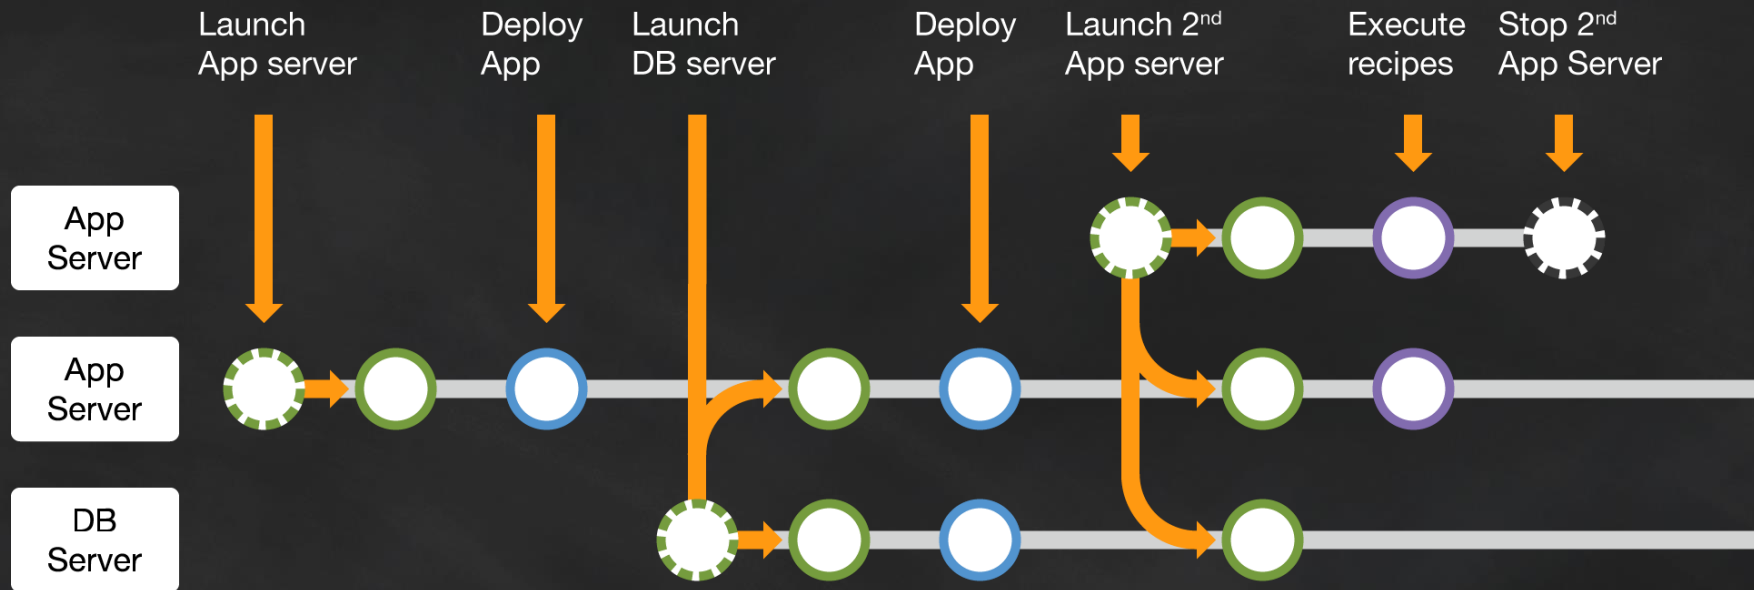 Launch
App server
Deploy
App
Launch
DB server
Deploy
App
Launch 2nd
App server
Execute
recipes
Stop 2nd
App Server
App
Server
App
Server
DB
Server